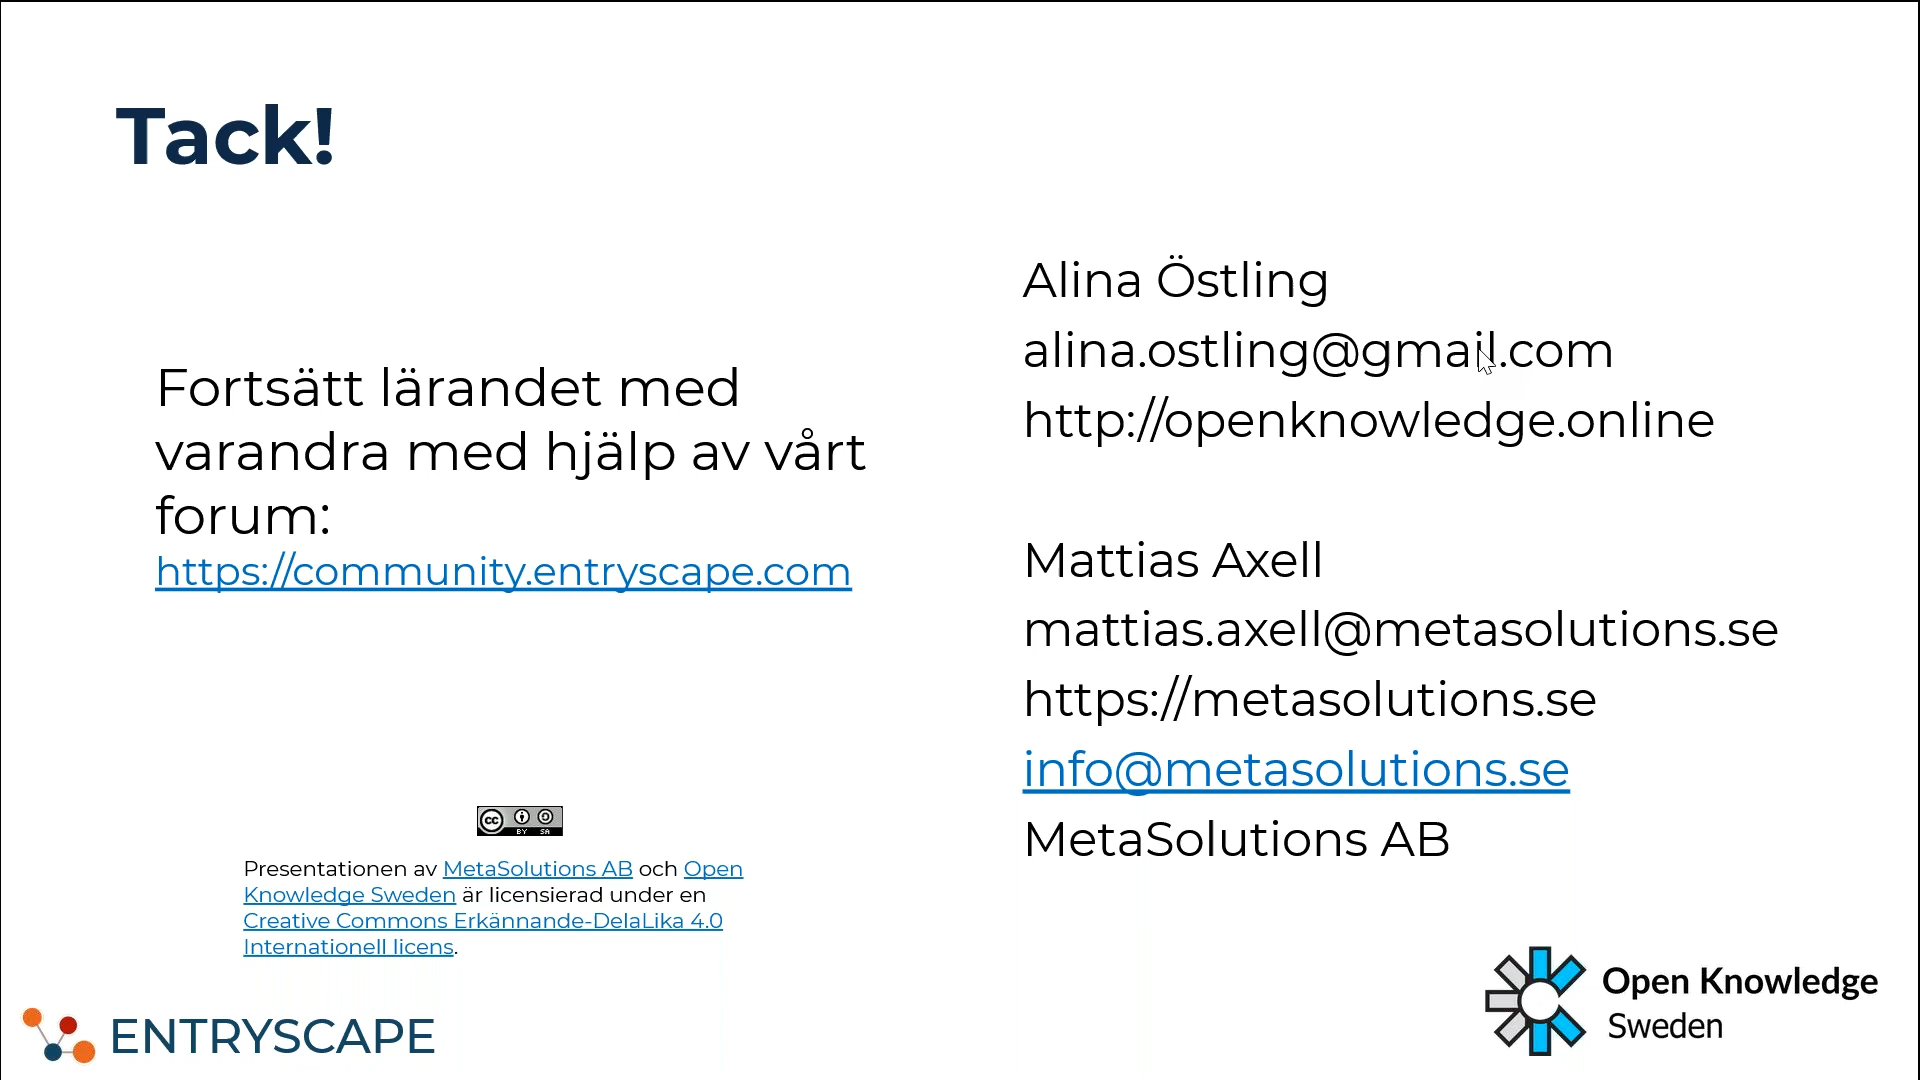 Tack!
Fortsätt lärandet med
varandra med hjälp av vårt
forum:
https://community.entryscape.com
Alina Östling
alina.ostling@gmail.com
http://openknowledge.online
Mattias Axell
mattias.axell@metasolutions.se
https://metasolutions.se
info@metasolutions.se
MetaSolutions AB
cc
BY SA
Presentationen av MetaSolutions AB och Open
Knowledge Sweden är licensierad under en
Creative Commons Erkännande-DelaLika 4.0
Internationell licens.
ENTRYSCAPE
Open Knowledge
Sweden